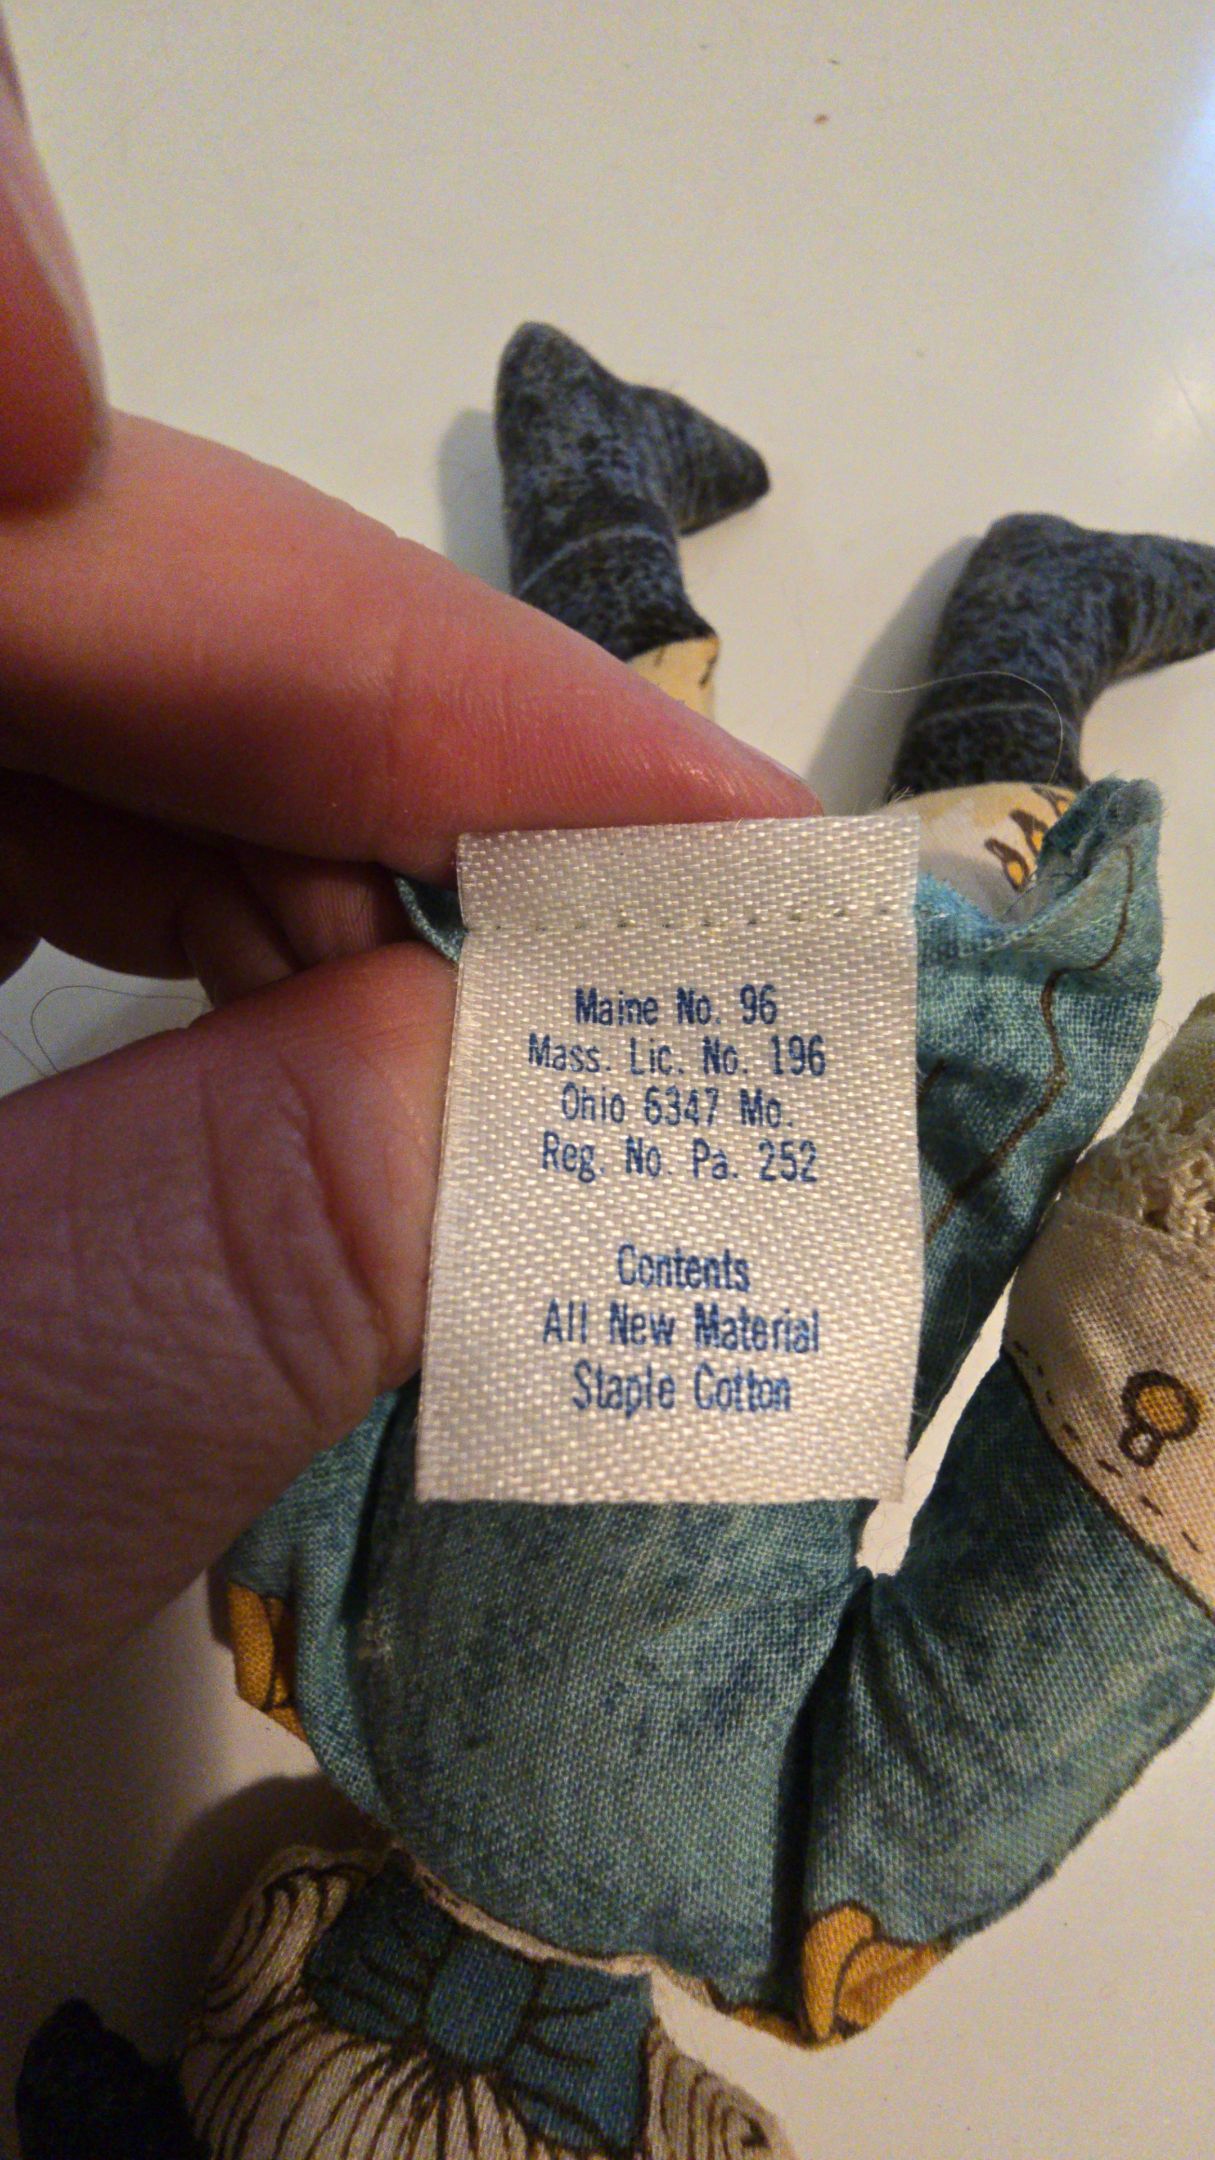 Maine No. 96
Mass. Lic. No. 196
Ohio 6347 Mo.
Reg. No. Pa. 252
Contents
All New Material
Staple Cotton